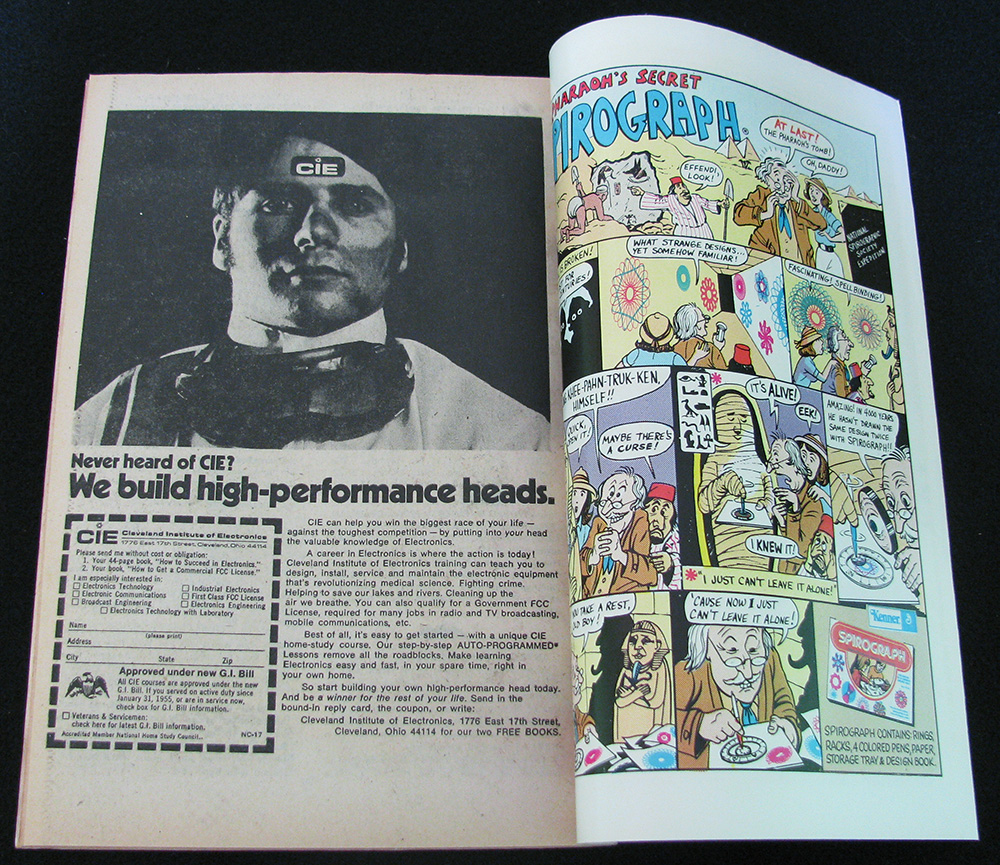 CIE
Never heard of CIE?
We build high-performance heads.
CIE Cleveland Institute of Electronics
1776 East 17th Street, Cleveland, Ohio 44114
Please send me without cost or obligation:
1. Your 44-page book, "How to Succeed in Electronics."
2. Your book, "How to Get a Commercial FCC License."
I am especially interested in:
Electronics Technology
Industrial Electronics
Electronic Communications
First Class FCC License
Broadcast Engineering
Electronics Engineering
Electronics Technology with Laboratory
Name
(please print)
Address
City State Zip
Approved under new G.I. Bill
All CIE courses are approved under the new
G.I. Bill. If you served on active duty since
January 31, 1955, or are in service now,
check box for G.I. Bill information.
Veterans & Servicemen:
check here for latest G.I. Bill information.
Accredited Member National Home Study Council
NC-17
CIE can help you win the biggest race of your life —
against the toughest competition — by putting into your head
the valuable knowledge of Electronics.
A career in Electronics is where the action is today!
Cleveland Institute of Electronics training can teach you to
design, install, service and maintain the electronic equipment
that's revolutionizing medical science. Fighting crime.
Helping to save our lakes and rivers. Cleaning up the
air we breathe. You can also qualify for a Government FCC
License, required for many jobs in radio and TV broadcasting,
mobile communications, etc.
Best of all, it's easy to get started — with a unique CIE
home-study course. Our step-by-step AUTO-PROGRAMMED®
Lessons remove all the roadblocks. Make learning
Electronics easy and fast, in your spare time, right in
your own home.
So start building your own high-performance head today.
And be a winner for the rest of your life. Send in the
bound-in reply card, the coupon, or write:
Cleveland Institute of Electronics, 1776 East 17th Street,
Cleveland, Ohio 44114 for our two FREE BOOKS.
PHARAOH'S SECRET
SPIROGRAPH®
EFFENDI,
LOOK!
AT LAST!
THE PHARAOH'S TOMB!
OH, DADDY!
NATIONAL
SPIROGRAPHIC
SOCIETY
EXPEDITION
BROKEN!
FOR
CENTURIES!
WHAT STRANGE DESIGNS...
YET SOMEHOW FAMILIAR!
FASCINATING! SPELLBINDING!
KHEE-PAHN-TRUK-KEN,
HIMSELF!!
QUICK,
OPEN IT!
MAYBE THERE'S
A CURSE!
*
IT'S ALIVE!
EEK!
I KNEW IT!
* "I JUST CAN'T LEAVE IT ALONE!"
AMAZING! IN 4000 YEARS
HE HASN'T DRAWN THE
SAME DESIGN TWICE
WITH SPIROGRAPH!!
YOU TAKE A REST,
OLD BOY!
'CAUSE NOW I JUST
CAN'T LEAVE IT ALONE!
Kenner
SPIROGRAPH
SPIROGRAPH CONTAINS RINGS,
RACKS, 4 COLORED PENS, PAPER,
STORAGE TRAY & DESIGN BOOK.